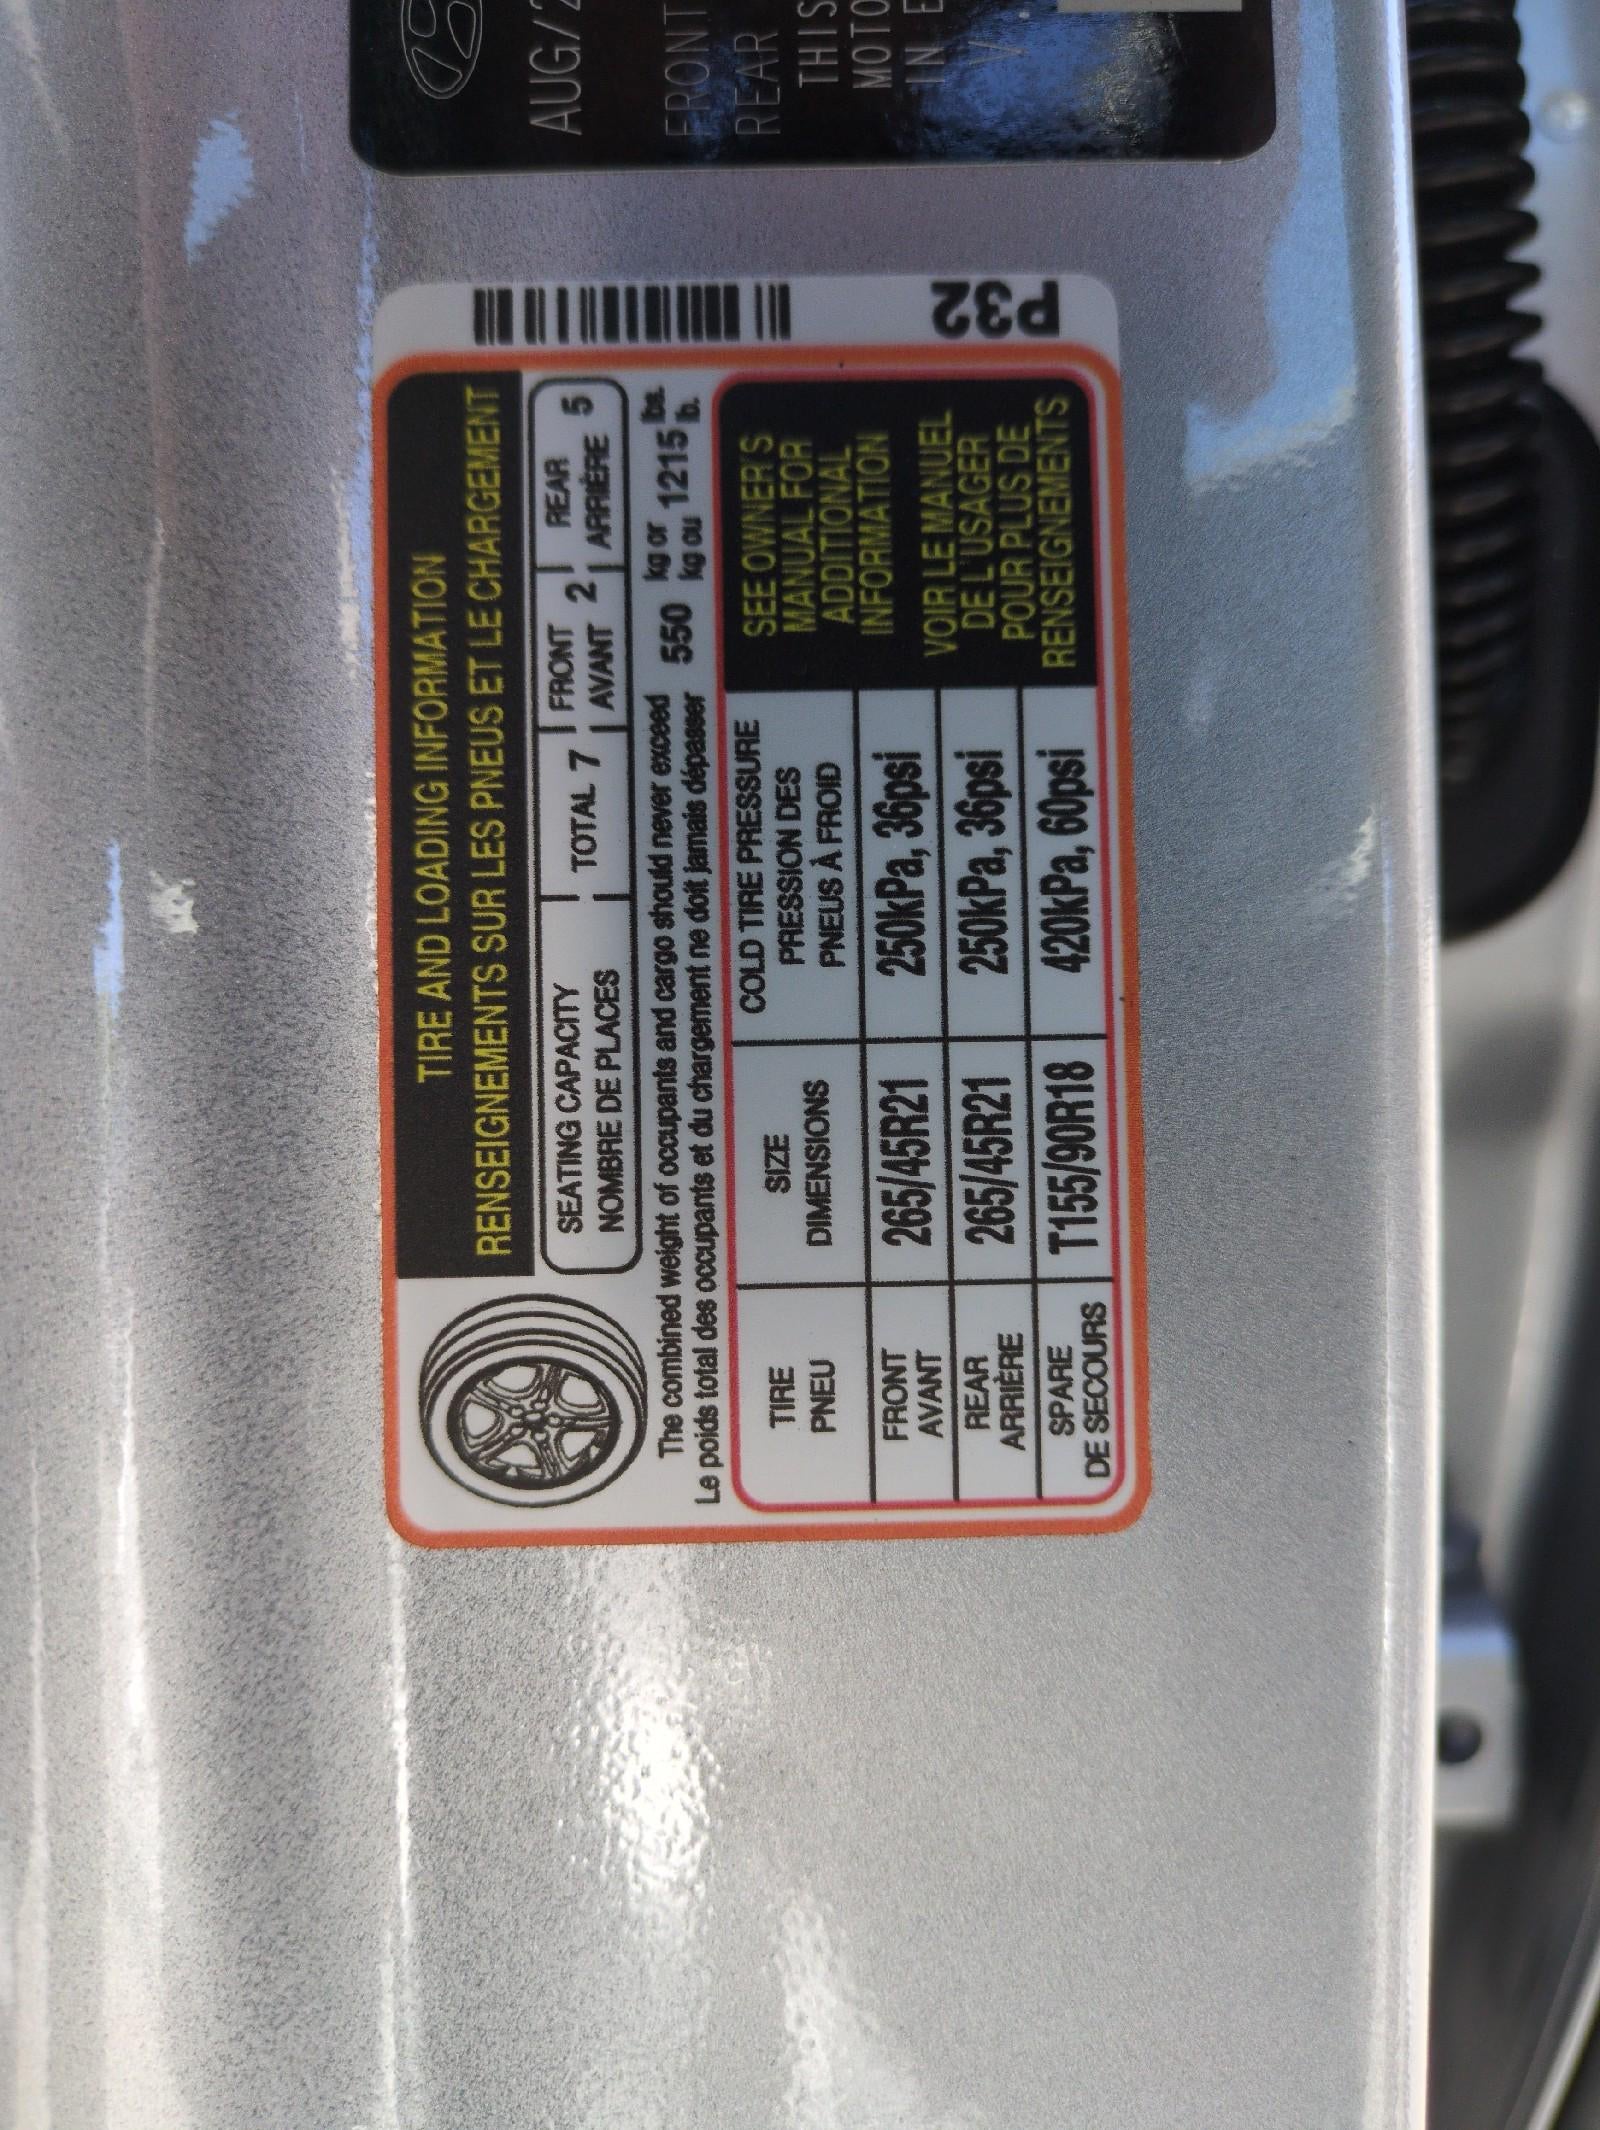 TIRE AND LOADING INFORMATION
RENSEIGNEMENTS SUR LES PNEUS ET LE CHARGEMENT
SEATING CAPACITY
NOMBRE DE PLACES
TOTAL 7
FRONT
AVANT 2
REAR
ARRIÈRE 5
The combined weight of occupants and cargo should never exceed 550 kg or 1215 lbs.
Le poids total des occupants et du chargement ne doit jamais dépasser kg ou lb.
TIRE
PNEU
SIZE
DIMENSIONS
COLD TIRE PRESSURE
PRESSION DES
PNEUS À FROID
FRONT
AVANT
265/45R21
250kPa, 36psi
REAR
ARRIÈRE
265/45R21
250kPa, 36psi
SPARE
DE SECOURS
T155/90R18
420kPa, 60psi
SEE OWNER'S
MANUAL FOR
ADDITIONAL
INFORMATION
VOIR LE MANUEL
DE L'USAGER
POUR PLUS DE
RENSEIGNEMENTS
P32
AUG/2
FRONT
REAR
THIS
MOTO
IN E
V